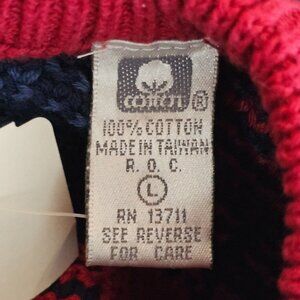 COTTON ®
100% COTTON
MADE IN TAIWAN
R. O. C.
L
RN 13711
SEE REVERSE
FOR CARE